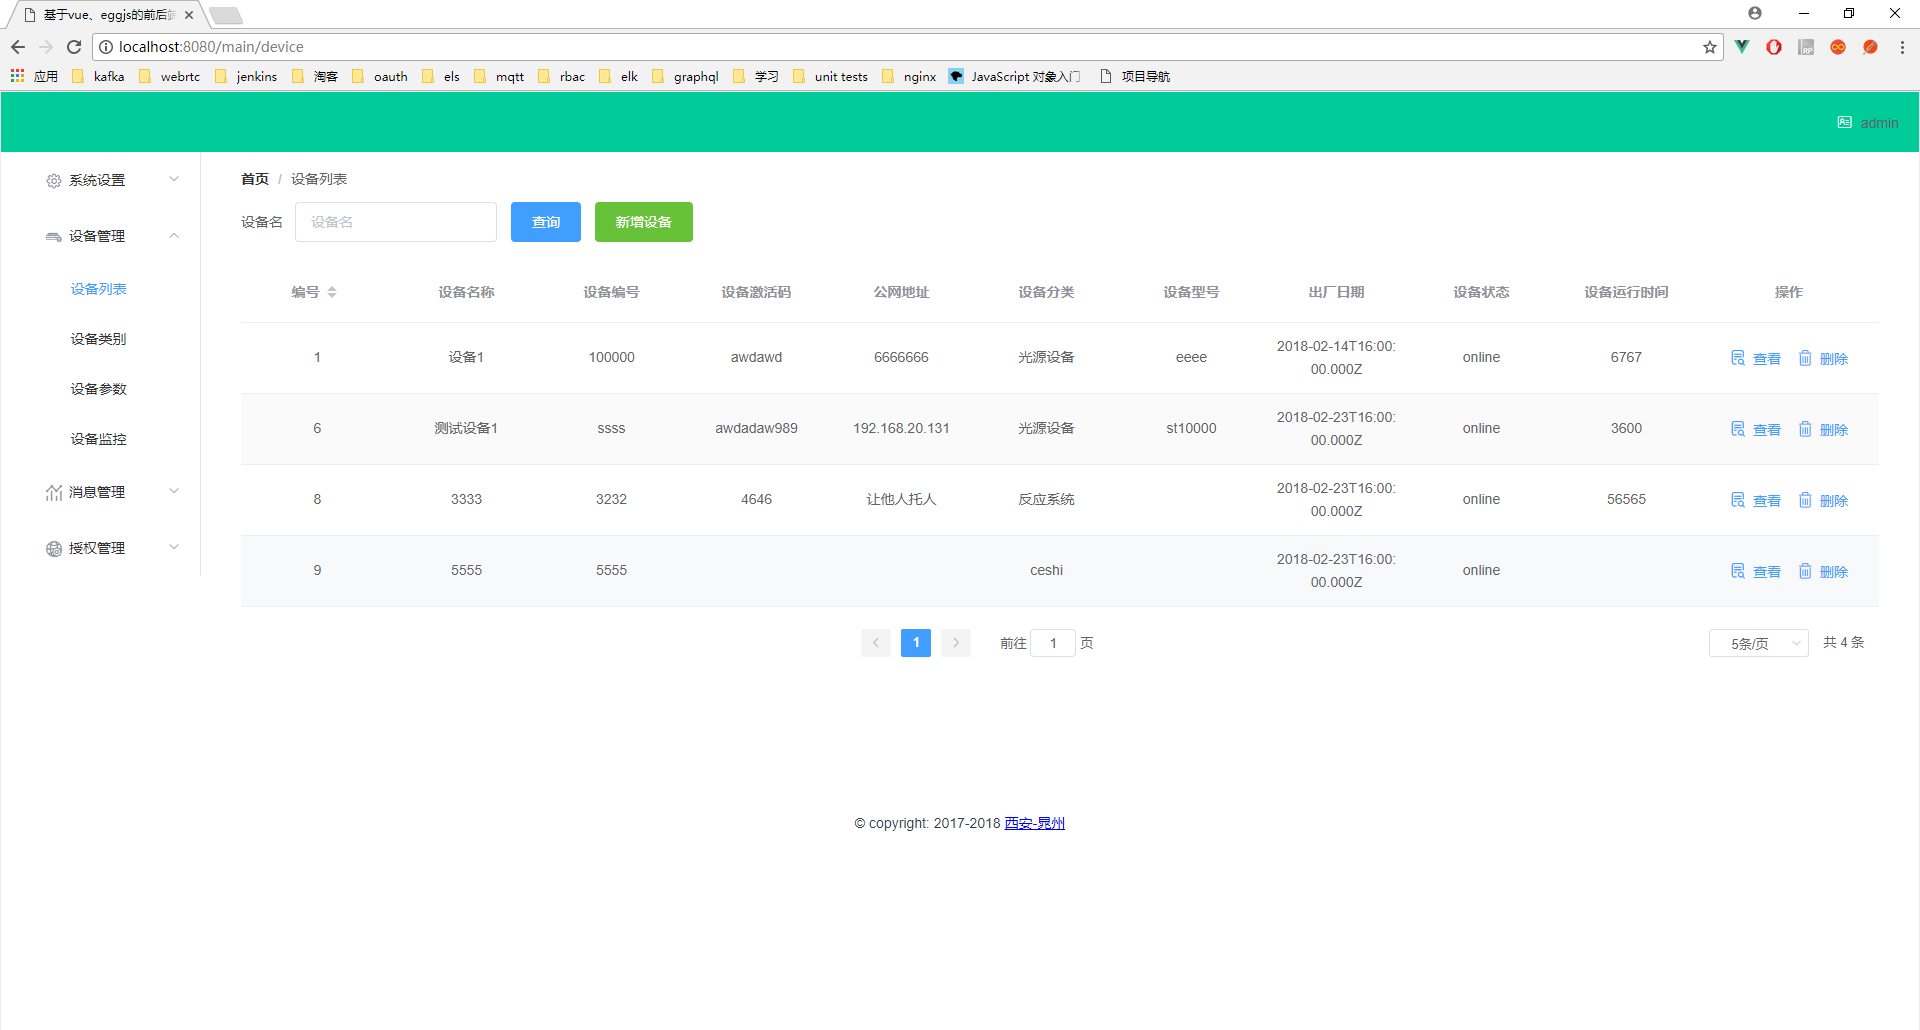 基于vue、eggjs的前后端
localhost:8080/main/device
应用 kafka webrtc jenkins 淘客 oauth els mqtt rbac elk graphql 学习 unit tests nginx JavaScript 对象入门 项目导航
admin
系统设置
设备管理
设备列表
设备类别
设备参数
设备监控
消息管理
授权管理
首页 / 设备列表
设备名 设备名 查询 新增设备
编号 设备名称 设备编号 设备激活码 公网地址 设备分类 设备型号 出厂日期 设备状态 设备运行时间 操作
1 设备1 100000 awdawd 6666666 光源设备 eeee 2018-02-14T16:00:
00.000Z online 6767 查看 删除
6 测试设备1 ssss awdadaw989 192.168.20.131 光源设备 st10000 2018-02-23T16:00:
00.000Z online 3600 查看 删除
8 3333 3232 4646 让他人托人 反应系统 2018-02-23T16:00:
00.000Z online 56565 查看 删除
9 5555 5555 ceshi 2018-02-23T16:00:
00.000Z online 查看 删除
1 前往 1 页 5条/页 共 4 条
© copyright: 2017-2018 西安-晁州